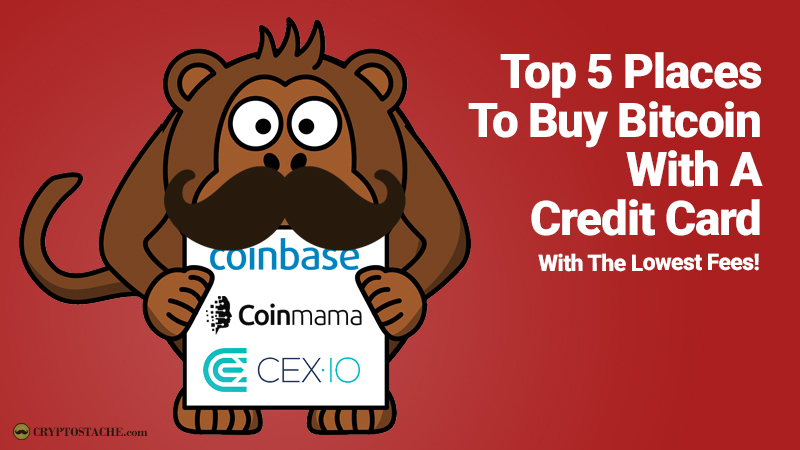 Top 5 Places
To Buy Bitcoin
With A
Credit Card
With The Lowest Fees!
coinbase
Coinmama
CEX·IO
CRYPTOSTACHE.com